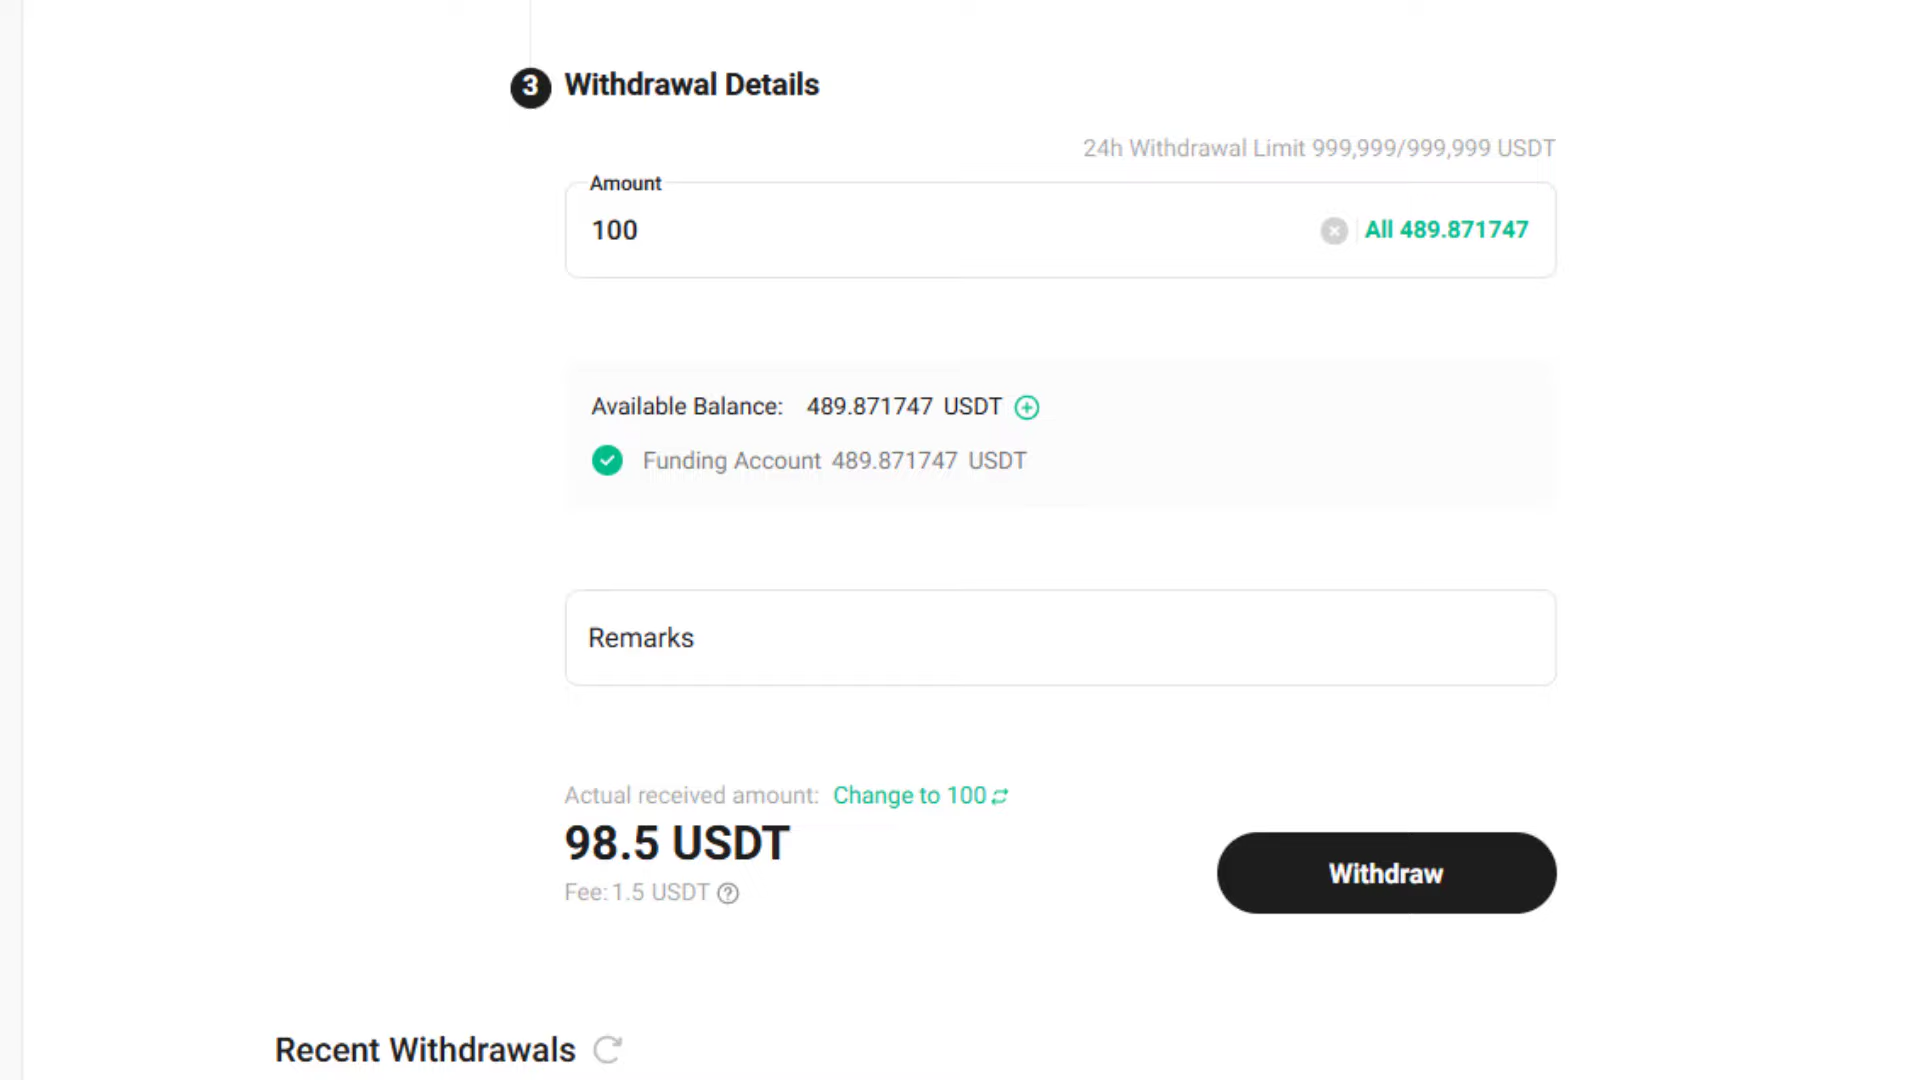 3 Withdrawal Details
24h Withdrawal Limit 999,999/999,999 USDT
Amount
100
All 489.871747
Available Balance: 489.871747 USDT
Funding Account 489.871747 USDT
Remarks
Actual received amount: Change to 100
98.5 USDT
Fee: 1.5 USDT
Withdraw
Recent Withdrawals